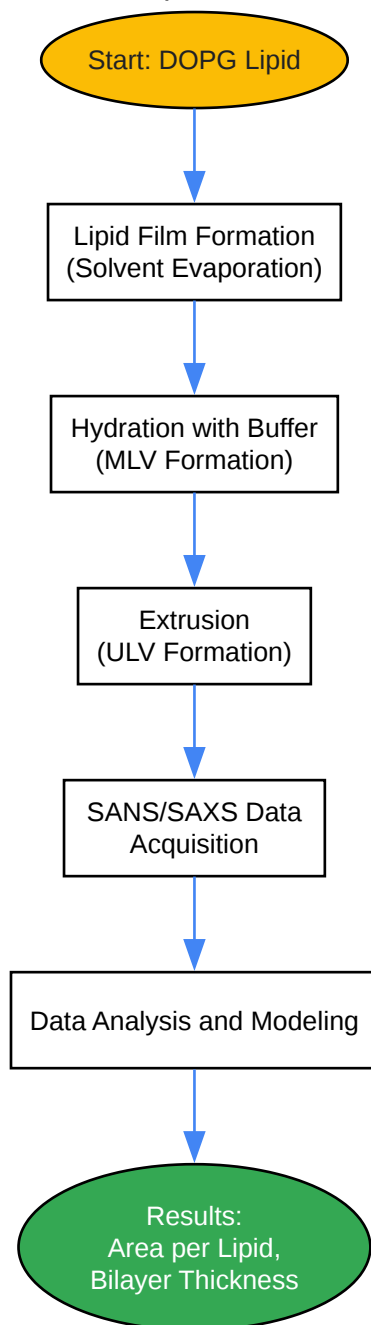 Start: DOPG Lipid
Lipid Film Formation
(Solvent Evaporation)
Hydration with Buffer
(MLV Formation)
Extrusion
(ULV Formation)
SANS/SAXS Data
Acquisition
Data Analysis and Modeling
Results:
Area per Lipid,
Bilayer Thickness